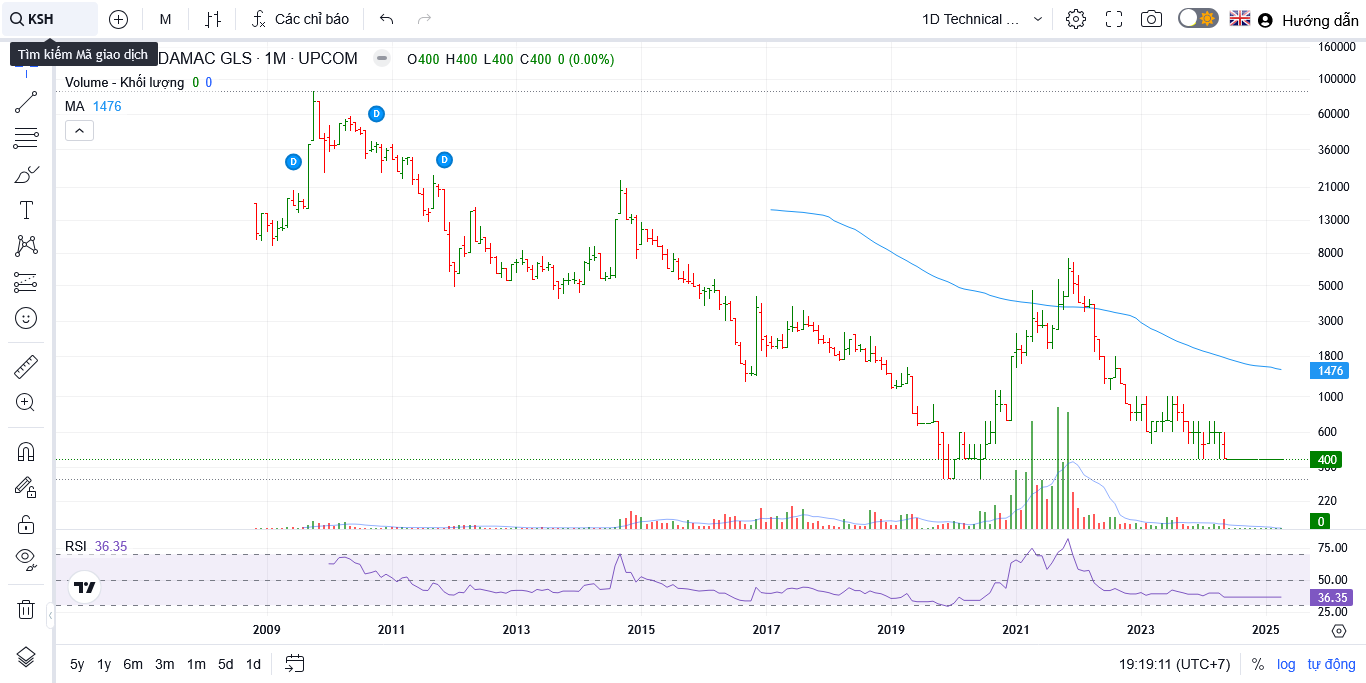 KSH
M
Các chỉ báo
1D Technical ...
Hướng dẫn
Tìm kiếm Mã giao dịch
DAMAC GLS · 1M · UPCOM
O400 H400 L400 C400 0 (0.00%)
Volume - Khối lượng 0 0
MA 1476
D
D
D
160000
100000
60000
36000
21000
13000
8000
5000
3000
1800
1476
1000
600
400
220
0
RSI 36.35
75.00
50.00
36.35
25.00
2009 2011 2013 2015 2017 2019 2021 2023 2025
5y 1y 6m 3m 1m 5d 1d
19:19:11 (UTC+7) % log tự động